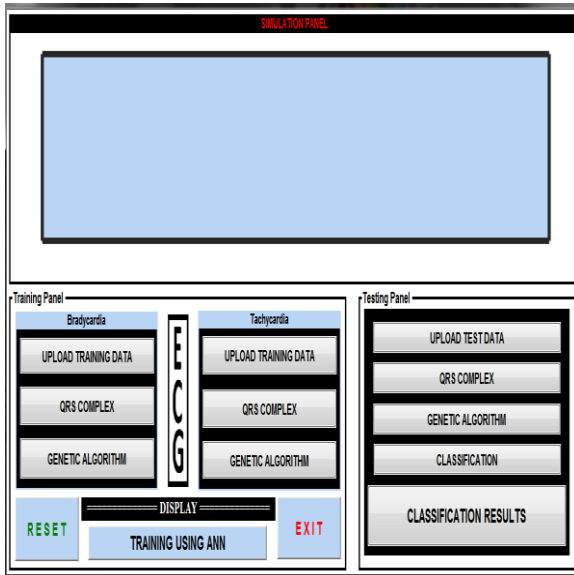 SIMULATION PANEL
Training Panel
Bradycardia
UPLOAD TRAINING DATA
QRS COMPLEX
GENETIC ALGORITHM
E
C
G
Tachycardia
UPLOAD TRAINING DATA
QRS COMPLEX
GENETIC ALGORITHM
RESET
============== DISPLAY ==============
TRAINING USING ANN
EXIT
Testing Panel
UPLOAD TEST DATA
QRS COMPLEX
GENETIC ALGORITHM
CLASSIFICATION
CLASSIFICATION RESULTS